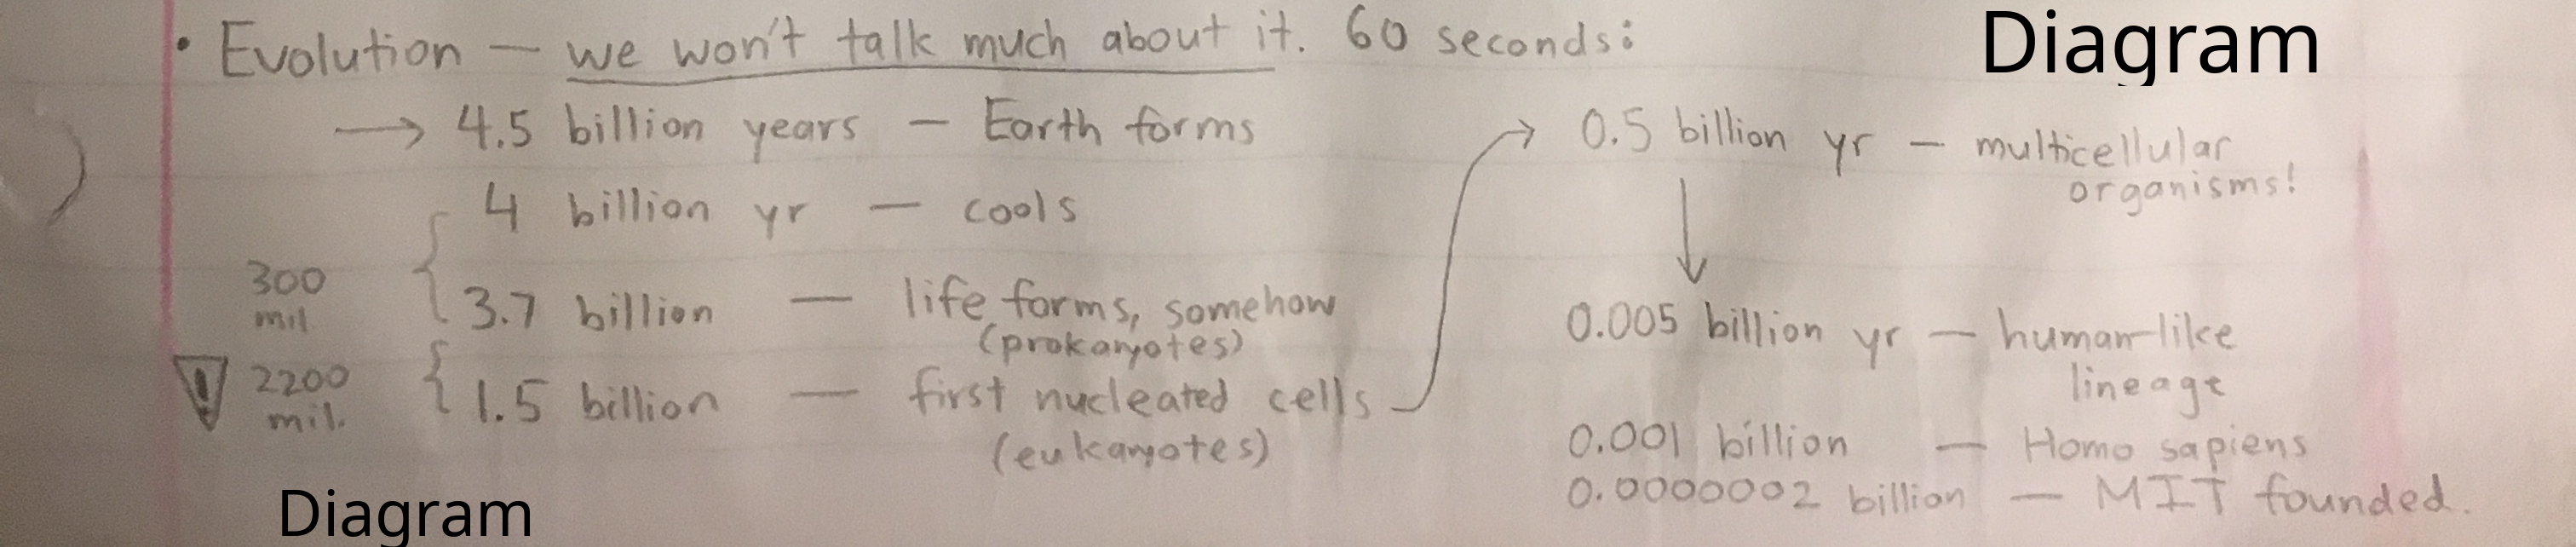 • Evolution — we won't talk much about it. 60 seconds:
Diagram
→ 4.5 billion years — Earth forms
4 billion yr — cools
300
mil.
3.7 billion — life forms, somehow
(prokaryotes)
! 2200
mil.
1.5 billion — first nucleated cells
(eukaryotes)
→ 0.5 billion yr — multicellular
organisms!
0.005 billion yr — human-like
lineage
0.001 billion — Homo sapiens
0.0000002 billion — MIT founded.
Diagram